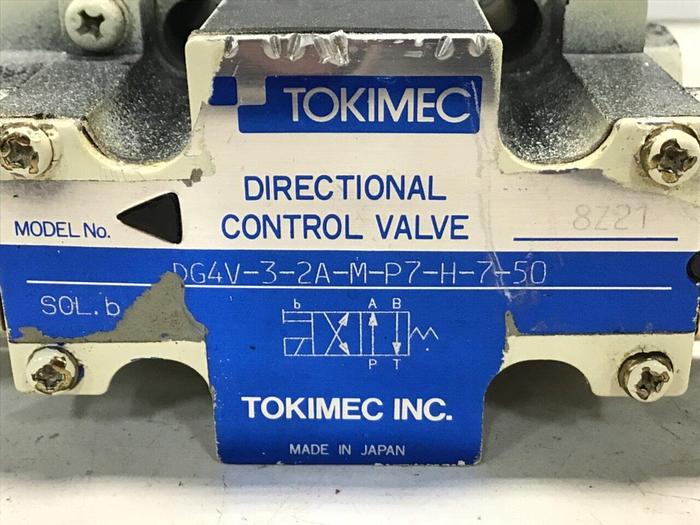 TOKIMEC
DIRECTIONAL
CONTROL VALVE
8Z21
MODEL No.
DG4V-3-2A-M-P7-H-7-50
SOL.b
b A B
P T
TOKIMEC INC.
MADE IN JAPAN